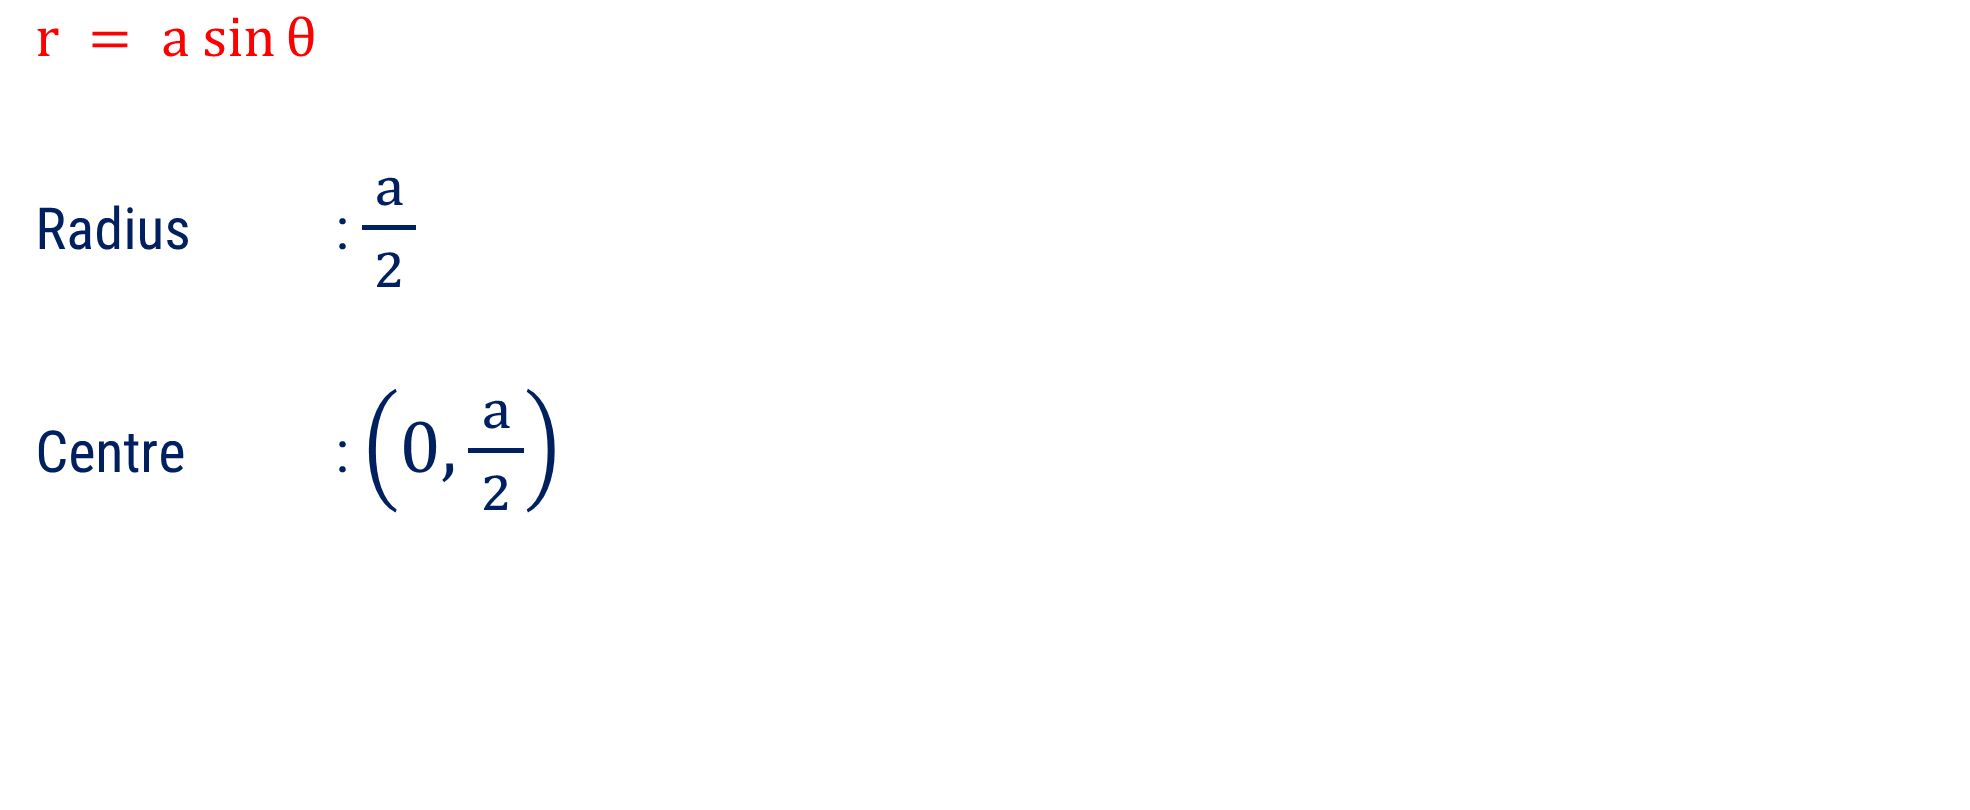 r = a sin θ
Radius : a/2
Centre : (0, a/2)